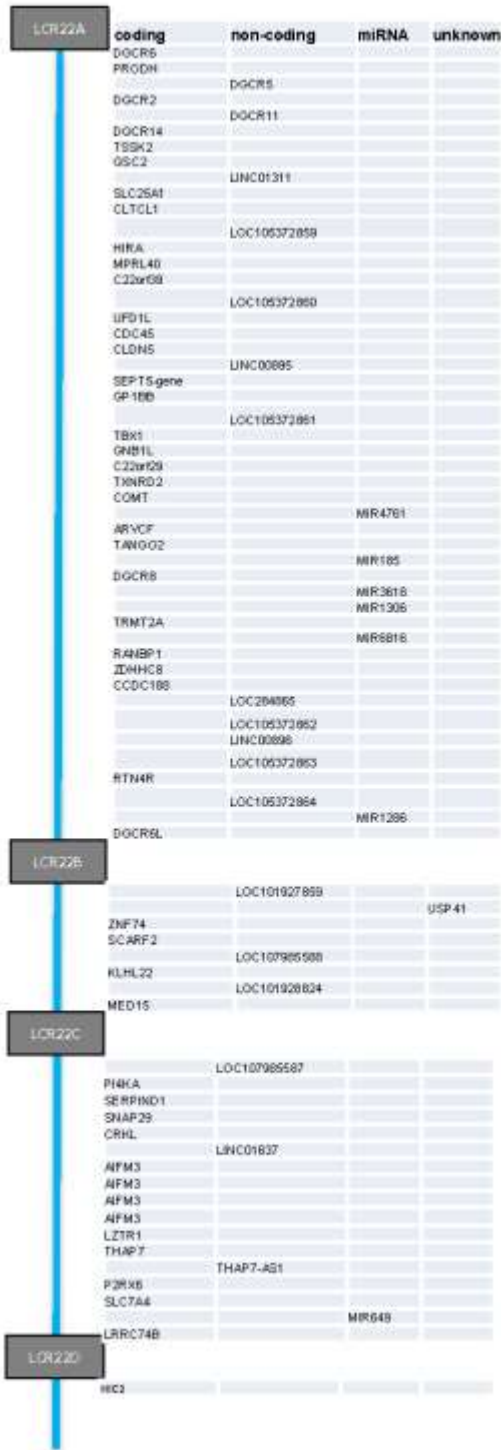 LCR22A
coding non-coding miRNA unknown
DGCR6
PRODH
DGCR5
DGCR2
DGCR11
DGCR14
TSSK2
GSC2
LINC01311
SLC25A1
CLTCL1
LOC105372859
HIRA
MPRL40
C22orf39
LOC105372860
UFD1L
CDC45
CLDN5
LINC00895
SEPT5-gene
GP1BB
LOC105372861
TBX1
GNB1L
C22orf29
TXNRD2
COMT
MIR4761
ARVCF
TANGO2
MIR185
DGCR8
MIR3618
MIR1306
TRMT2A
MIR6816
RANBP1
ZDHHC8
CCDC188
LOC284865
LOC105372862
LINC00896
LOC105372863
RTN4R
LOC105372864
MIR1286
DGCR6L
LCR22B
LOC101927859
USP41
ZNF74
SCARF2
LOC107985588
KLHL22
LOC101928824
MED15
LCR22C
LOC107985587
PI4KA
SERPIND1
SNAP29
CRKL
LINC01637
AIFM3
AIFM3
AIFM3
AIFM3
LZTR1
THAP7
THAP7-AS1
P2RX6
SLC7A4
MIR649
LRRC74B
LCR22D
HIC2